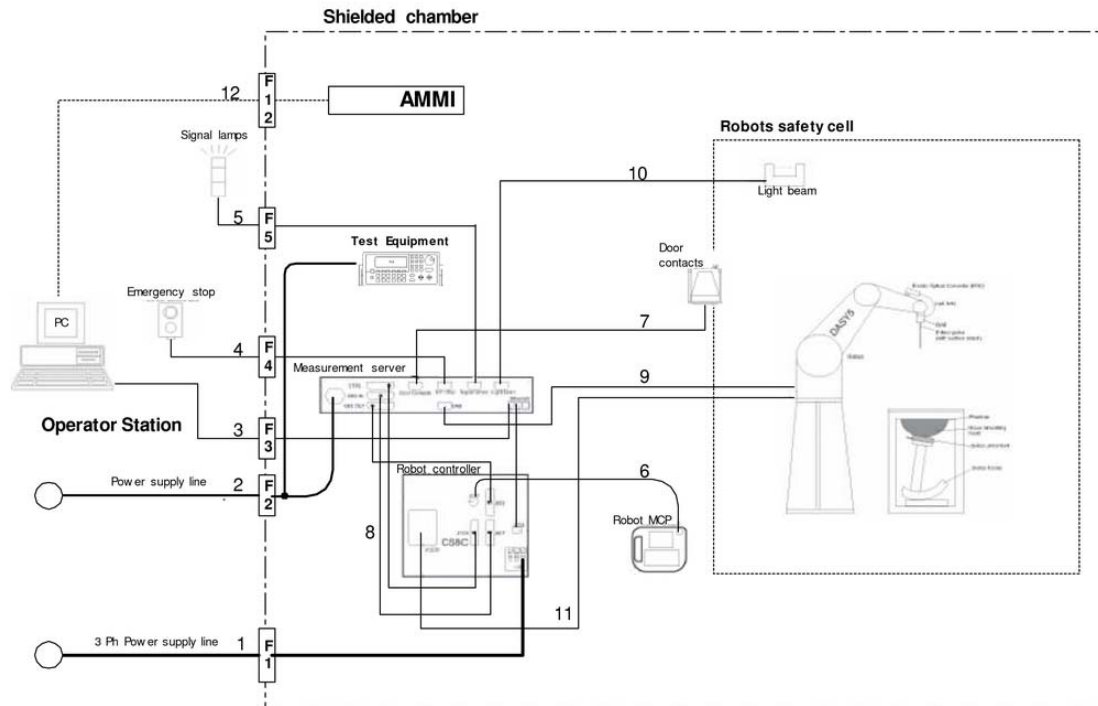 Shielded chamber
F
1
2
12
AMMI
Signal lamps
Robots safety cell
10
Light beam
5
F
5
Test Equipment
Door
contacts
Emergency stop
PC
DASY5
7
4
F
4
Measurement server
9
Operator Station
3
F
3
Robot controller
Power supply line
2
F
2
6
Robot MCP
8
CS8C
11
3 Ph Power supply line
1
F
1